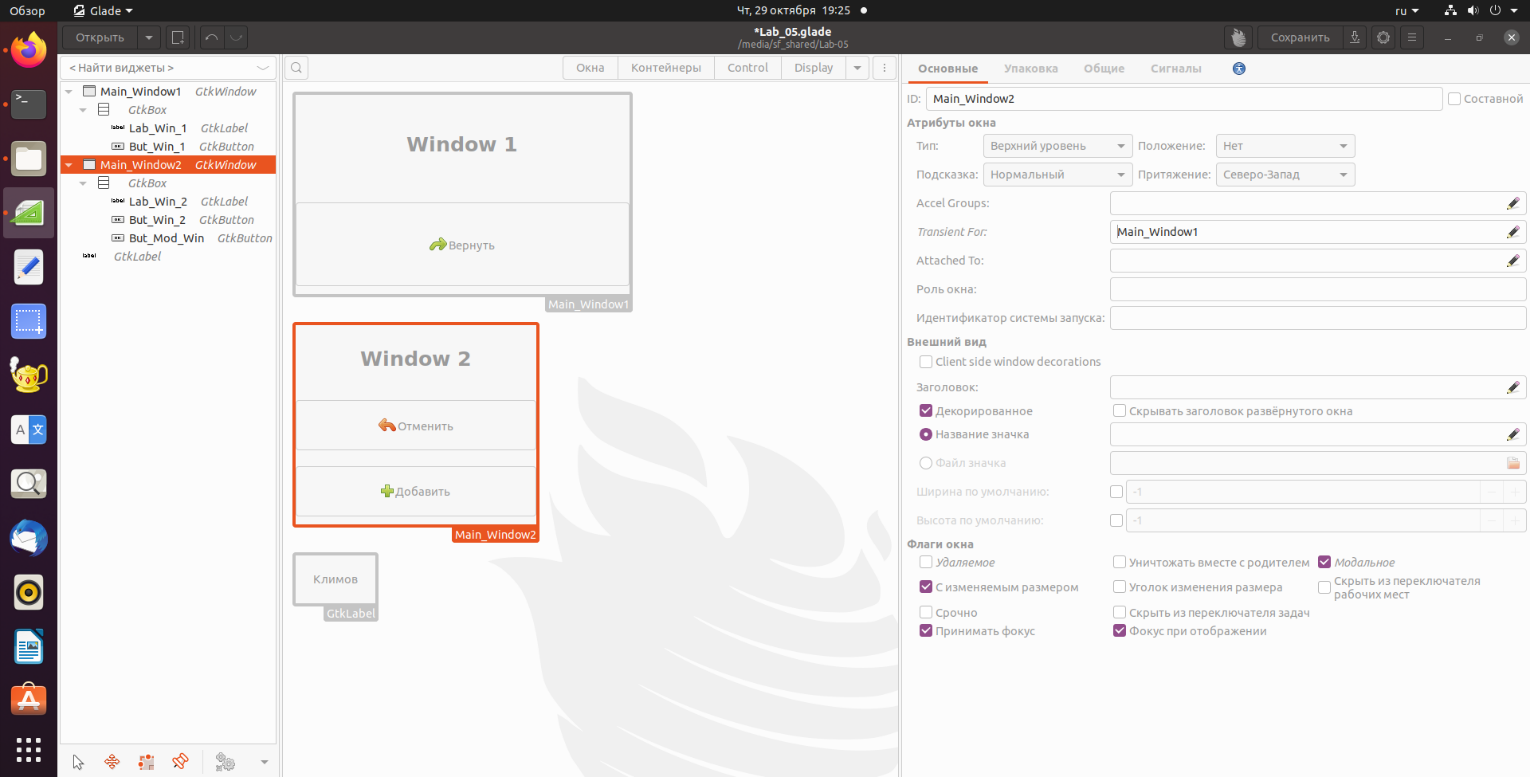 Обзор
Glade
Чт, 29 октября 19:25
ru
Открыть
*Lab_05.glade
/media/sf_shared/Lab-05
Сохранить
< Найти виджеты >
Main_Window1 GtkWindow
GtkBox
label Lab_Win_1 GtkLabel
But_Win_1 GtkButton
Main_Window2 GtkWindow
GtkBox
label Lab_Win_2 GtkLabel
But_Win_2 GtkButton
But_Mod_Win GtkButton
label GtkLabel
Окна
Контейнеры
Control
Display
Window 1
Вернуть
Main_Window1
Window 2
Отменить
Добавить
Main_Window2
Климов
GtkLabel
Основные
Упаковка
Общие
Сигналы
ID: Main_Window2 Составной
Атрибуты окна
Тип: Верхний уровень Положение: Нет
Подсказка: Нормальный Притяжение: Северо-Запад
Accel Groups:
Transient For: Main_Window1
Attached To:
Роль окна:
Идентификатор системы запуска:
Внешний вид
Client side window decorations
Заголовок:
Декорированное Скрывать заголовок развёрнутого окна
Название значка
Файл значка
Ширина по умолчанию: -1
Высота по умолчанию: -1
Флаги окна
Удаляемое Уничтожать вместе с родителем Модальное
С изменяемым размером Уголок изменения размера Скрыть из переключателя
рабочих мест
Срочно Скрыть из переключателя задач
Принимать фокус Фокус при отображении